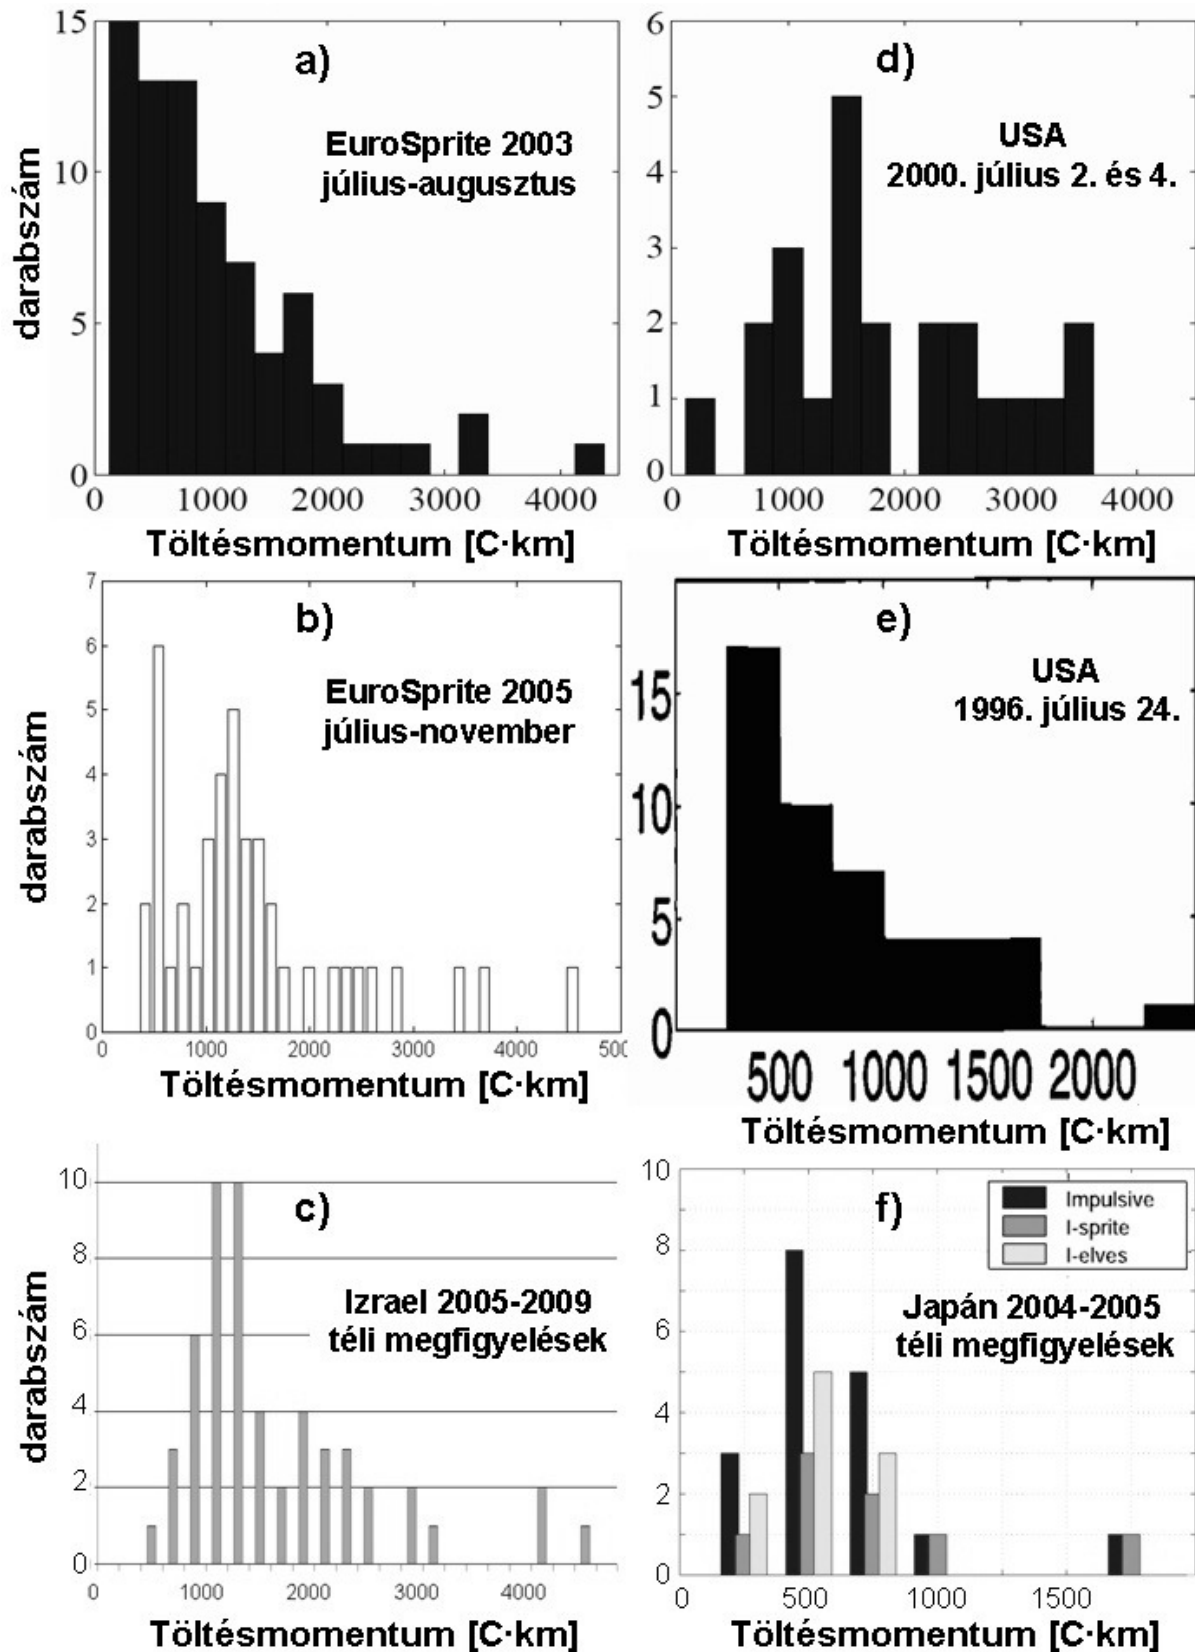 a)
EuroSprite 2003
július-augusztus
darabszám
15
10
5
0
0 1000 2000 3000 4000
Töltésmomentum [C·km]
d)
USA
2000. július 2. és 4.
6
5
4
3
2
1
0
0 1000 2000 3000 4000
Töltésmomentum [C·km]
b)
EuroSprite 2005
július-november
darabszám
7
6
5
4
3
2
1
0
0 1000 2000 3000 4000 500
Töltésmomentum [C·km]
e)
USA
1996. július 24.
15
10
5
0
500 1000 1500 2000
Töltésmomentum [C·km]
c)
Izrael 2005-2009
téli megfigyelések
darabszám
10
8
6
4
2
0
0 1000 2000 3000 4000
Töltésmomentum [C·km]
f)
Impulsive
I-sprite
I-elves
Japán 2004-2005
téli megfigyelések
10
8
6
4
2
0
0 500 1000 1500
Töltésmomentum [C·km]